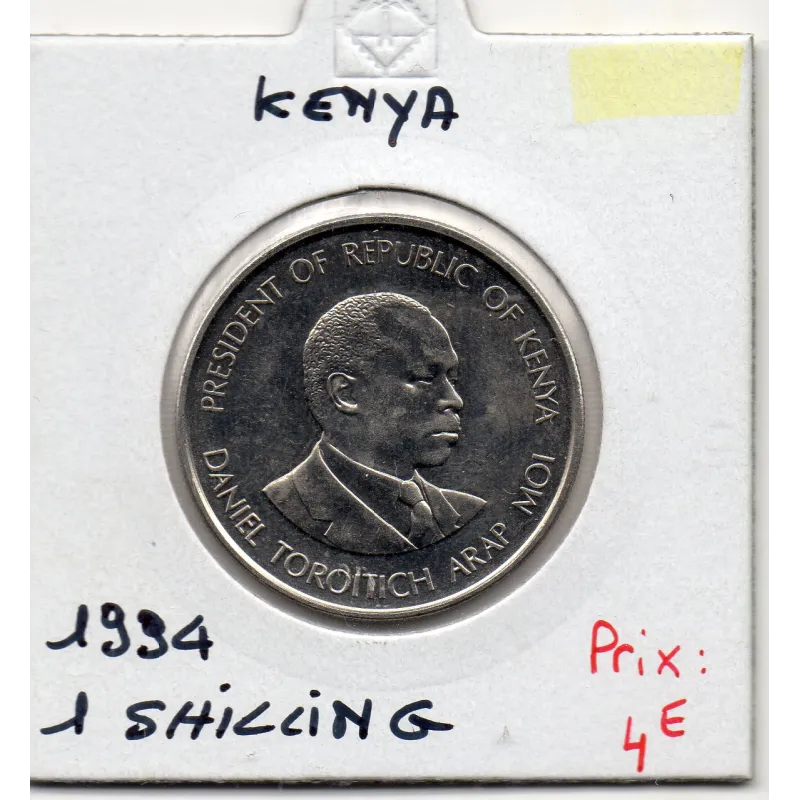 KENYA
PRESIDENT OF REPUBLIC OF KENYA
DANIEL TOROITICH ARAP MOI
1994
1 SHILLING
Prix:
4E